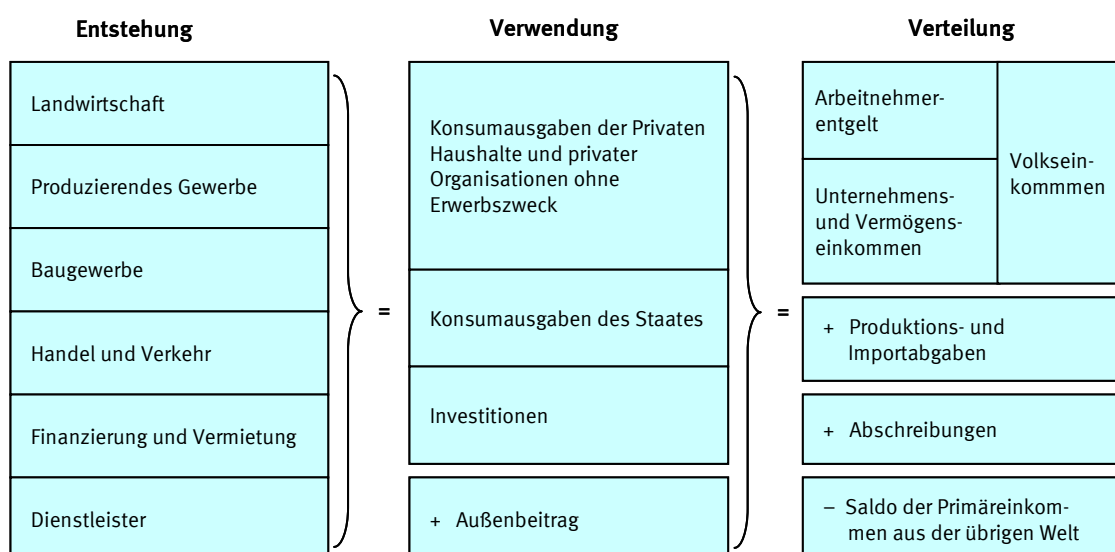 Entstehung
Landwirtschaft
Produzierendes Gewerbe
Baugewerbe
Handel und Verkehr
Finanzierung und Vermietung
Dienstleister
=
Verwendung
Konsumausgaben der Privaten
Haushalte und privater
Organisationen ohne
Erwerbszweck
Konsumausgaben des Staates
Investitionen
+ Außenbeitrag
=
Verteilung
Arbeitnehmer-
entgelt
Unternehmens-
und Vermögens-
einkommen
Volksein-
kommmen
+ Produktions- und
Importabgaben
+ Abschreibungen
– Saldo der Primäreinkom-
men aus der übrigen Welt